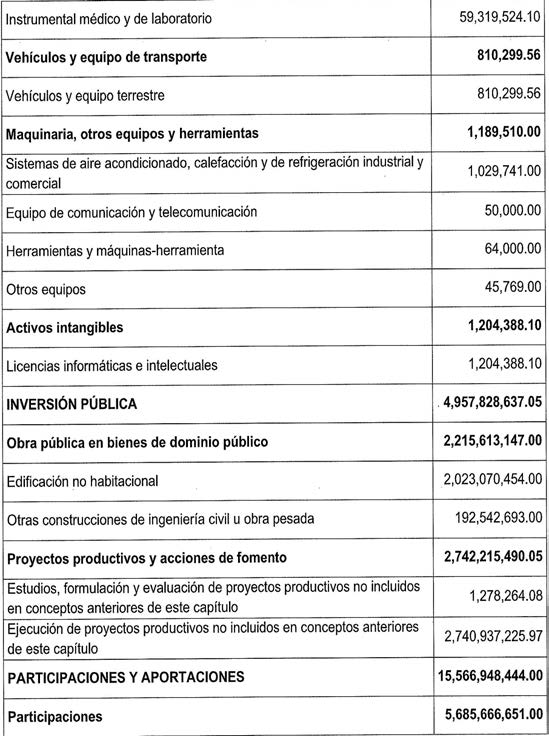 Instrumental médico y de laboratorio 59,319,524.10
Vehículos y equipo de transporte 810,299.56
Vehículos y equipo terrestre 810,299.56
Maquinaria, otros equipos y herramientas 1,189,510.00
Sistemas de aire acondicionado, calefacción y de refrigeración industrial y
comercial 1,029,741.00
Equipo de comunicación y telecomunicación 50,000.00
Herramientas y máquinas-herramienta 64,000.00
Otros equipos 45,769.00
Activos intangibles 1,204,388.10
Licencias informáticas e intelectuales 1,204,388.10
INVERSIÓN PÚBLICA 4,957,828,637.05
Obra pública en bienes de dominio público 2,215,613,147.00
Edificación no habitacional 2,023,070,454.00
Otras construcciones de ingeniería civil u obra pesada 192,542,693.00
Proyectos productivos y acciones de fomento 2,742,215,490.05
Estudios, formulación y evaluación de proyectos productivos no incluidos
en conceptos anteriores de este capítulo 1,278,264.08
Ejecución de proyectos productivos no incluidos en conceptos anteriores
de este capítulo 2,740,937,225.97
PARTICIPACIONES Y APORTACIONES 15,566,948,444.00
Participaciones 5,685,666,651.00